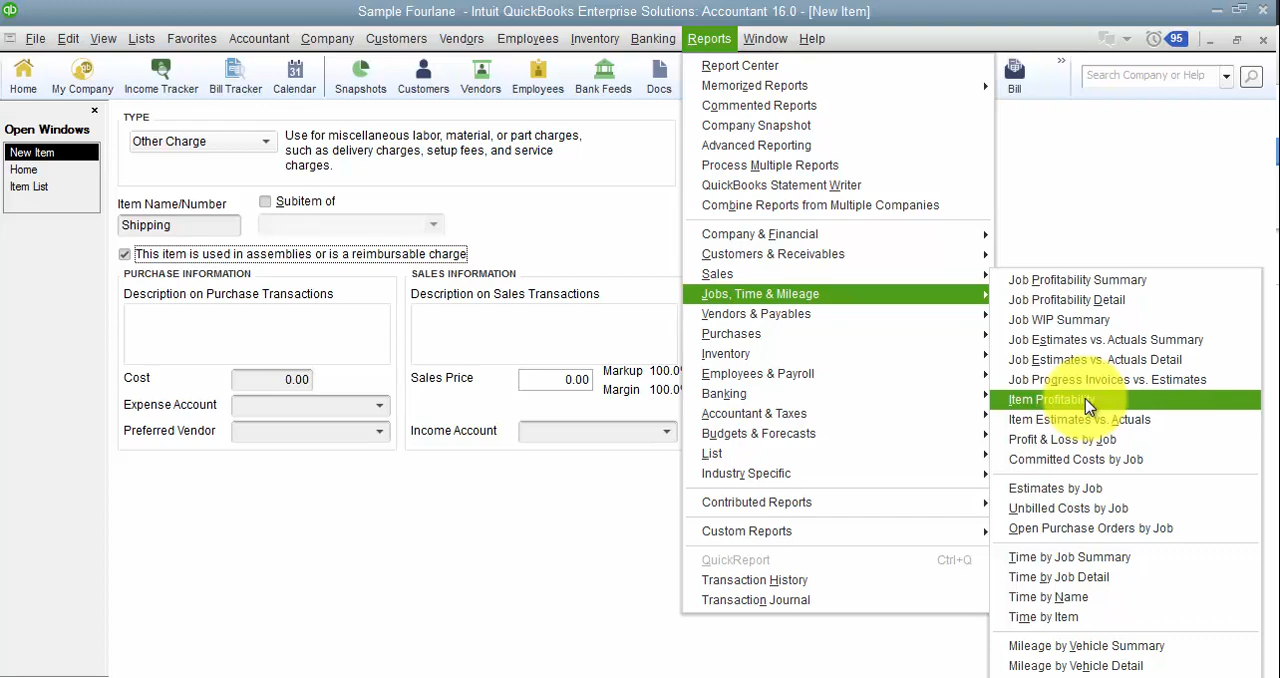 Sample Fourlane - Intuit QuickBooks Enterprise Solutions: Accountant 16.0 - [New Item]
File Edit View Lists Favorites Accountant Company Customers Vendors Employees Inventory Banking Reports Window Help 95
Home My Company Income Tracker Bill Tracker Calendar Snapshots Customers Vendors Employees Bank Feeds Docs Bill Search Company or Help
Open Windows
New Item
Home
Item List
TYPE
Other Charge
Use for miscellaneous labor, material, or part charges,
such as delivery charges, setup fees, and service
charges.
Item Name/Number
Subitem of
Shipping
This item is used in assemblies or is a reimbursable charge
PURCHASE INFORMATION
Description on Purchase Transactions
Cost 0.00
Expense Account
Preferred Vendor
SALES INFORMATION
Description on Sales Transactions
Sales Price 0.00
Markup 100.0%
Margin 100.0%
Income Account
Report Center
Memorized Reports
Commented Reports
Company Snapshot
Advanced Reporting
Process Multiple Reports
QuickBooks Statement Writer
Combine Reports from Multiple Companies
Company & Financial
Customers & Receivables
Sales
Jobs, Time & Mileage
Vendors & Payables
Purchases
Inventory
Employees & Payroll
Banking
Accountant & Taxes
Budgets & Forecasts
List
Industry Specific
Contributed Reports
Custom Reports
QuickReport Ctrl+Q
Transaction History
Transaction Journal
Job Profitability Summary
Job Profitability Detail
Job WIP Summary
Job Estimates vs. Actuals Summary
Job Estimates vs. Actuals Detail
Job Progress Invoices vs. Estimates
Item Profitability
Item Estimates vs. Actuals
Profit & Loss by Job
Committed Costs by Job
Estimates by Job
Unbilled Costs by Job
Open Purchase Orders by Job
Time by Job Summary
Time by Job Detail
Time by Name
Time by Item
Mileage by Vehicle Summary
Mileage by Vehicle Detail